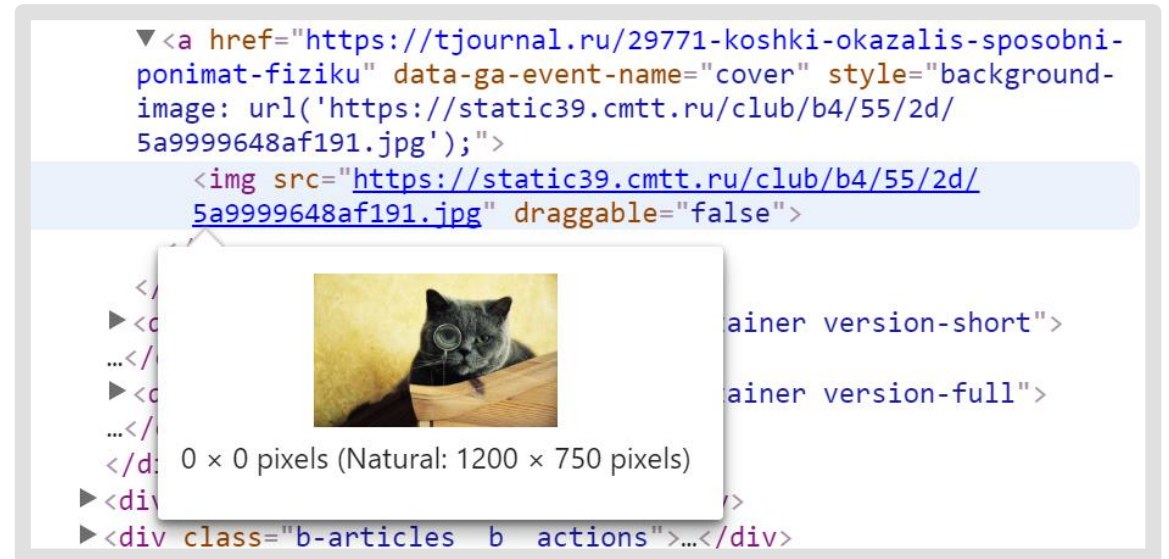 ▼<a href="https://tjournal.ru/29771-koshki-okazalis-sposobni-
ponimat-fiziku" data-ga-event-name="cover" style="background-
image: url('https://static39.cmtt.ru/club/b4/55/2d/
5a9999648af191.jpg');">
<img src="https://static39.cmtt.ru/club/b4/55/2d/
5a9999648af191.jpg" draggable="false">
</
▶<d ainer version-short">
…</
▶<d ainer version-full">
…</
</d
0 × 0 pixels (Natural: 1200 × 750 pixels)
▶<div >
▶<div class="b-articles b actions">…</div>